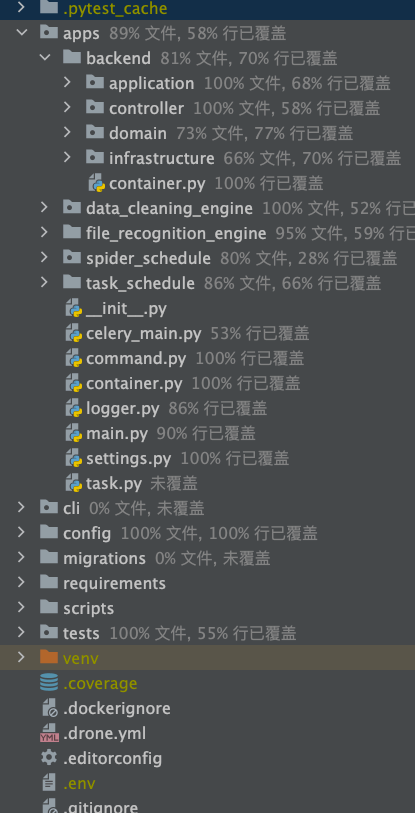 .pytest_cache
apps 89% 文件, 58% 行已覆盖
backend 81% 文件, 70% 行已覆盖
application 100% 文件, 68% 行已覆盖
controller 100% 文件, 58% 行已覆盖
domain 73% 文件, 77% 行已覆盖
infrastructure 66% 文件, 70% 行已覆盖
container.py 100% 行已覆盖
data_cleaning_engine 100% 文件, 52% 行
file_recognition_engine 95% 文件, 59% 行
spider_schedule 80% 文件, 28% 行已覆盖
task_schedule 86% 文件, 66% 行已覆盖
__init__.py
celery_main.py 53% 行已覆盖
command.py 100% 行已覆盖
container.py 100% 行已覆盖
logger.py 86% 行已覆盖
main.py 90% 行已覆盖
settings.py 100% 行已覆盖
task.py 未覆盖
cli 0% 文件, 未覆盖
config 100% 文件, 100% 行已覆盖
migrations 0% 文件, 未覆盖
requirements
scripts
tests 100% 文件, 55% 行已覆盖
venv
.coverage
.dockerignore
YML .drone.yml
.editorconfig
.env
.gitignore